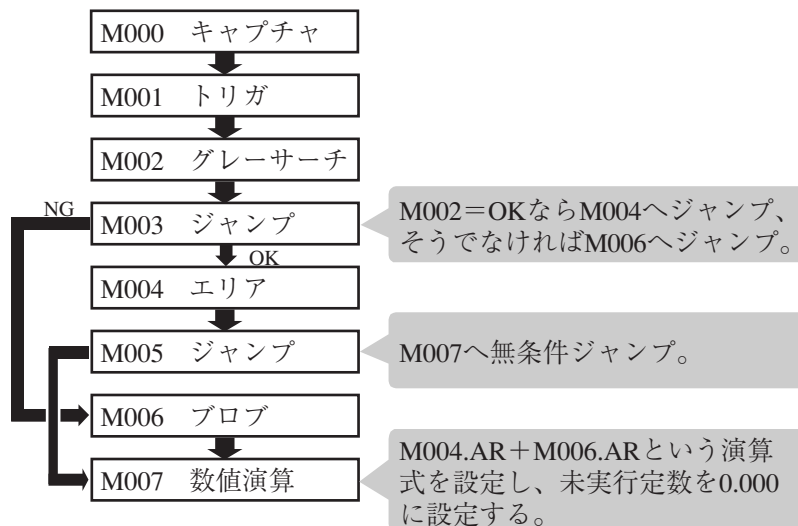 M000 キャプチャ
M001 トリガ
M002 グレーサーチ
NG
M003 ジャンプ
M002＝OKならM004へジャンプ、
そうでなければM006へジャンプ。
OK
M004 エリア
M005 ジャンプ
M007へ無条件ジャンプ。
M006 ブロブ
M007 数値演算
M004.AR＋M006.ARという演算
式を設定し、未実行定数を0.000
に設定する。